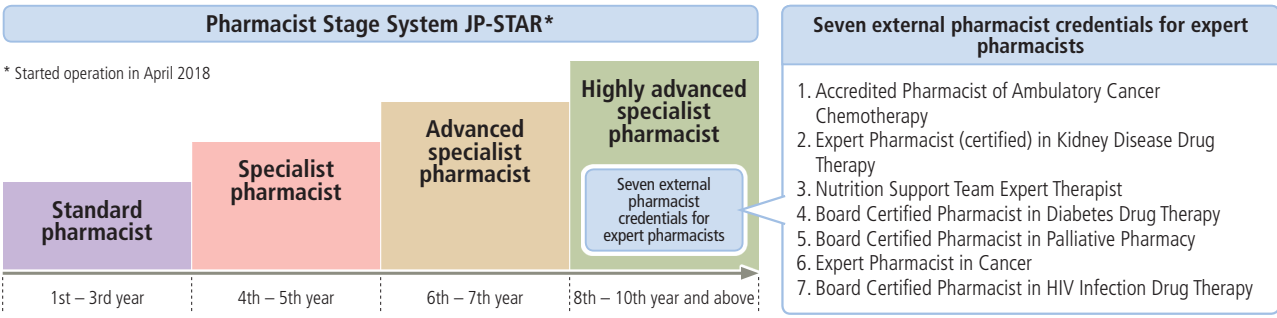 Pharmacist Stage System JP-STAR*
* Started operation in April 2018
Standard
pharmacist
Specialist
pharmacist
Advanced
specialist
pharmacist
Highly advanced
specialist
pharmacist
Seven external
pharmacist
credentials for
expert pharmacists
1st – 3rd year
4th – 5th year
6th – 7th year
8th – 10th year and above
Seven external pharmacist credentials for expert
pharmacists
1. Accredited Pharmacist of Ambulatory Cancer
Chemotherapy
2. Expert Pharmacist (certified) in Kidney Disease Drug
Therapy
3. Nutrition Support Team Expert Therapist
4. Board Certified Pharmacist in Diabetes Drug Therapy
5. Board Certified Pharmacist in Palliative Pharmacy
6. Expert Pharmacist in Cancer
7. Board Certified Pharmacist in HIV Infection Drug Therapy